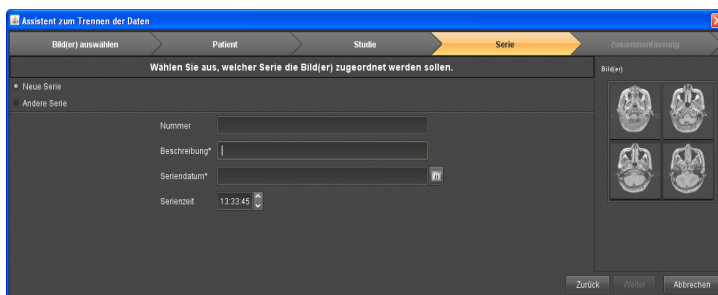 Assistent zum Trennen der Daten
Bild(er) auswählen
Patient
Studie
Serie
Zusammenfassung
Wählen Sie aus, welcher Serie die Bild(er) zugeordnet werden sollen.
Bild(er)
Neue Serie
Andere Serie
Nummer
Beschreibung*
Seriendatum*
Serienzeit 13:33:45
Zurück Weiter Abbrechen